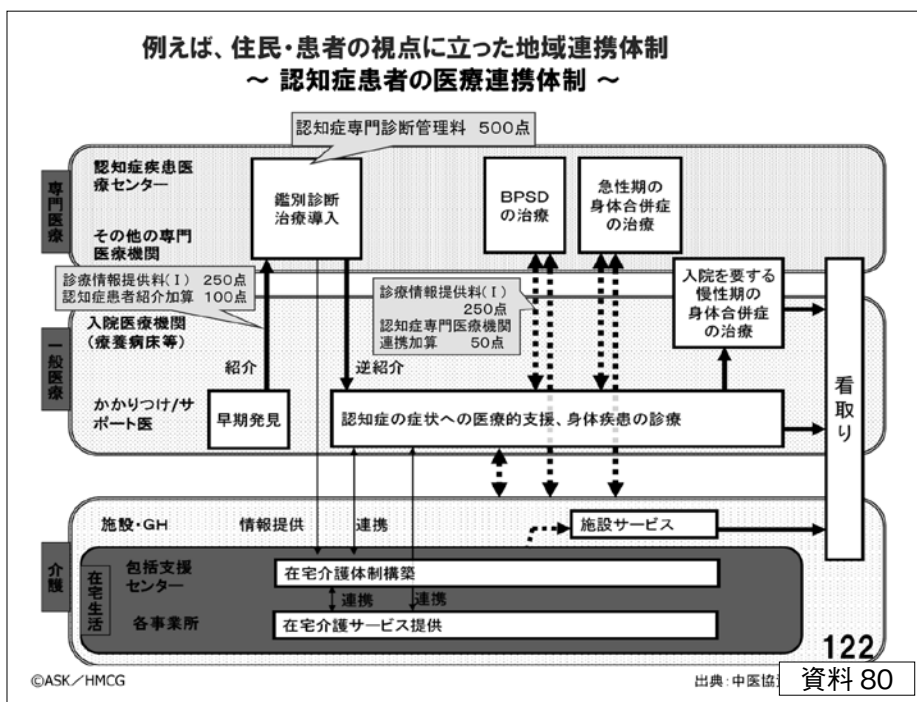 例えば、住民・患者の視点に立った地域連携体制
～ 認知症患者の医療連携体制 ～
認知症専門診断管理料 500点
専門医療
認知症疾患医
療センター
その他の専門
医療機関
鑑別診断
治療導入
BPSD
の治療
急性期の
身体合併症
の治療
診療情報提供料(Ⅰ) 250点
認知症患者紹介加算 100点
診療情報提供料(Ⅰ)
250点
認知症専門医療機関
連携加算 50点
入院を要する
慢性期の
身体合併症
の治療
一般医療
入院医療機関
(療養病床等)
紹介
逆紹介
かかりつけ/サ
ポート医
早期発見
認知症の症状への医療的支援、身体疾患の診療
看取り
介護
施設・GH
情報提供
連携
施設サービス
在宅生活
包括支援
センター
在宅介護体制構築
連携
連携
各事業所
在宅介護サービス提供
122
©ASK／HMCG
出典：中医協資
資料 80